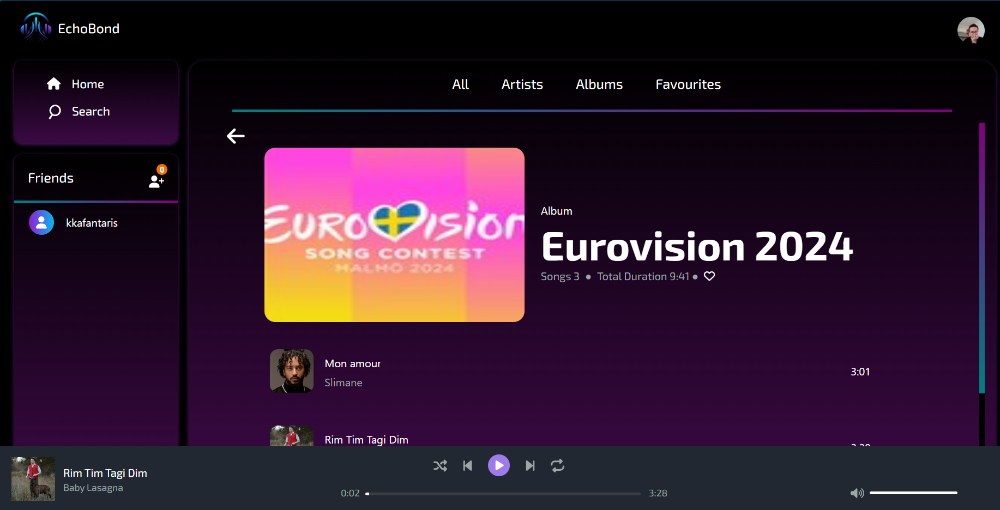 EchoBond
Home
Search
Friends
0
kkafantaris
All Artists Albums Favourites
EUROVISION
SONG CONTEST
MALMÖ 2024
Album
Eurovision 2024
Songs 3 ● Total Duration 9:41 ●
Mon amour
Slimane
3:01
Rim Tim Tagi Dim
3:28
Rim Tim Tagi Dim
Baby Lasagna
0:02
3:28